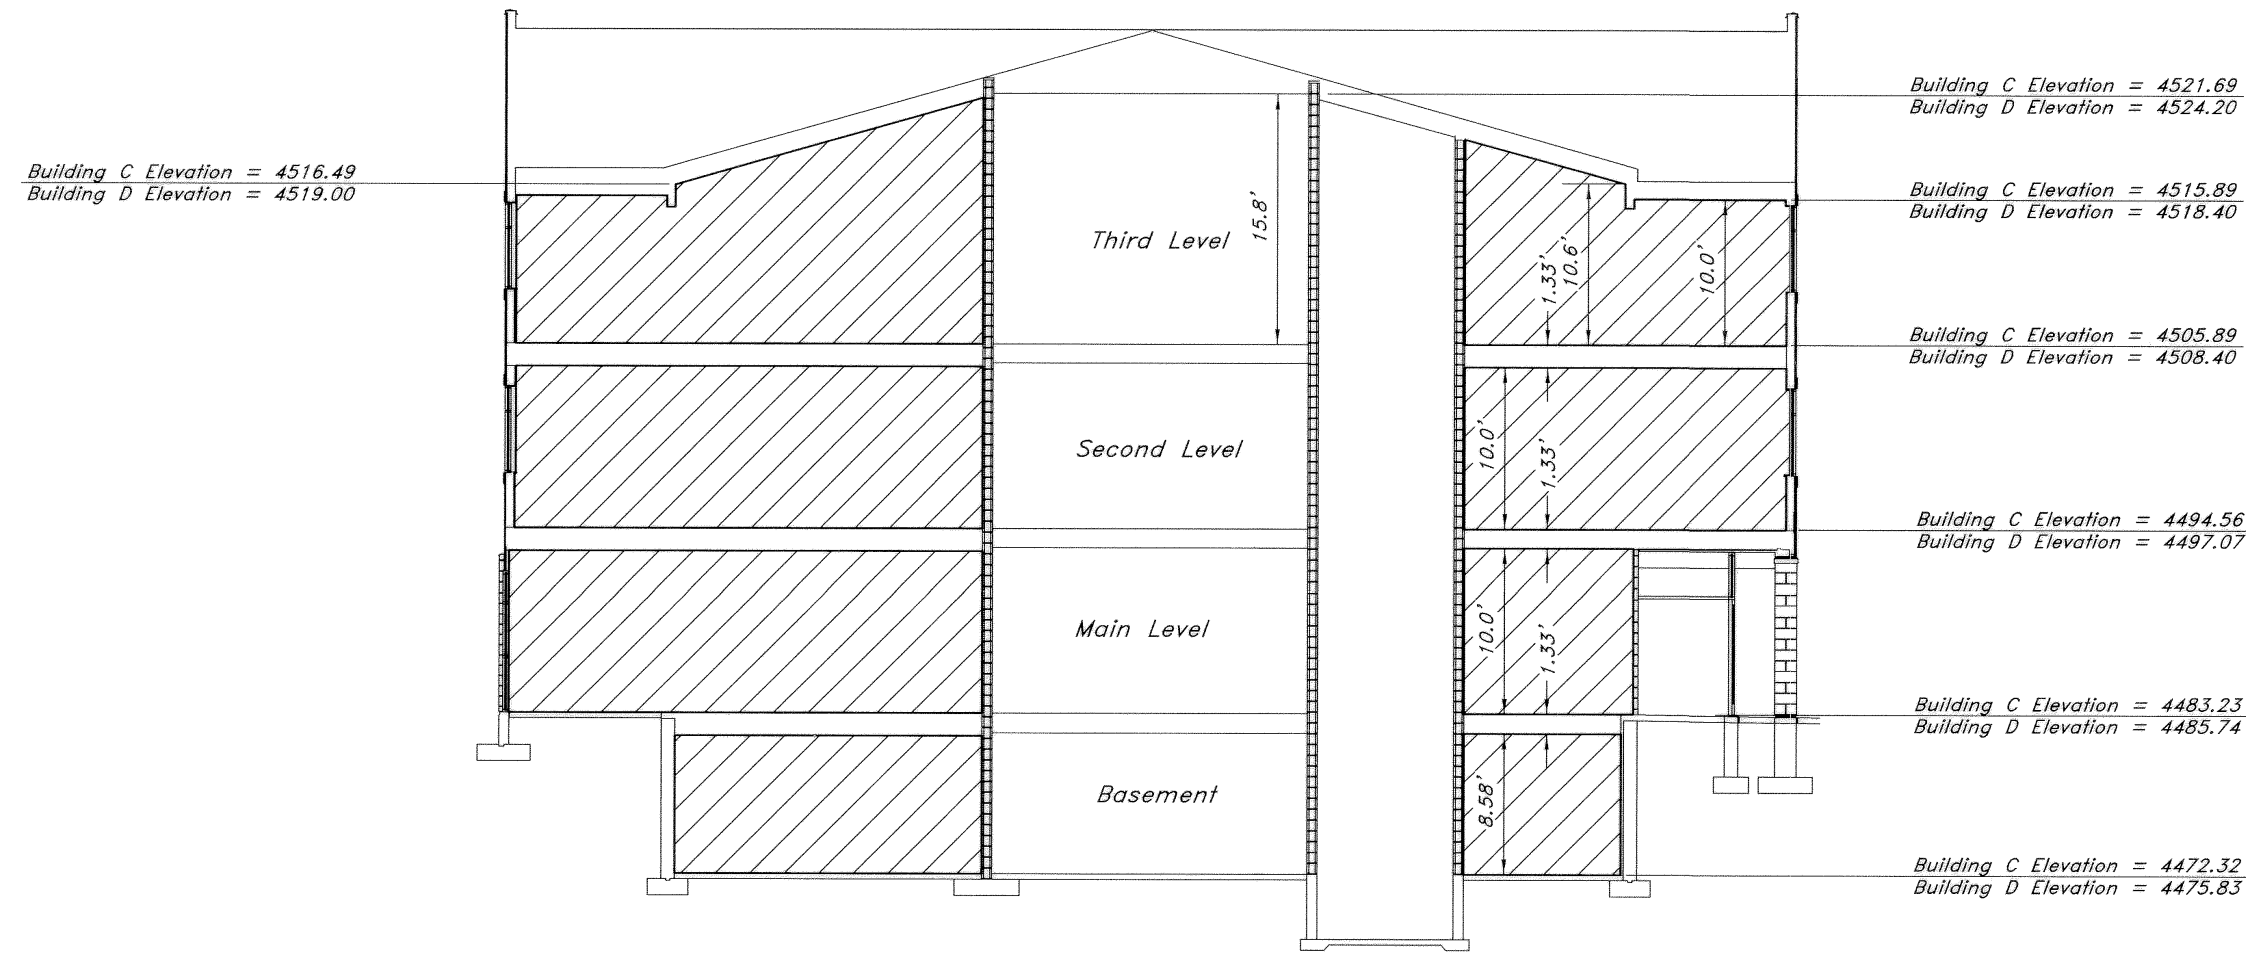 Building C Elevation = 4521.69
Building D Elevation = 4524.20
Building C Elevation = 4516.49
Building D Elevation = 4519.00
Building C Elevation = 4515.89
Building D Elevation = 4518.40
Third Level
15.8'
1.33'
10.6'
10.0'
Building C Elevation = 4505.89
Building D Elevation = 4508.40
Second Level
10.0'
1.33'
Building C Elevation = 4494.56
Building D Elevation = 4497.07
Main Level
10.0'
1.33'
Building C Elevation = 4483.23
Building D Elevation = 4485.74
Basement
8.58'
Building C Elevation = 4472.32
Building D Elevation = 4475.83